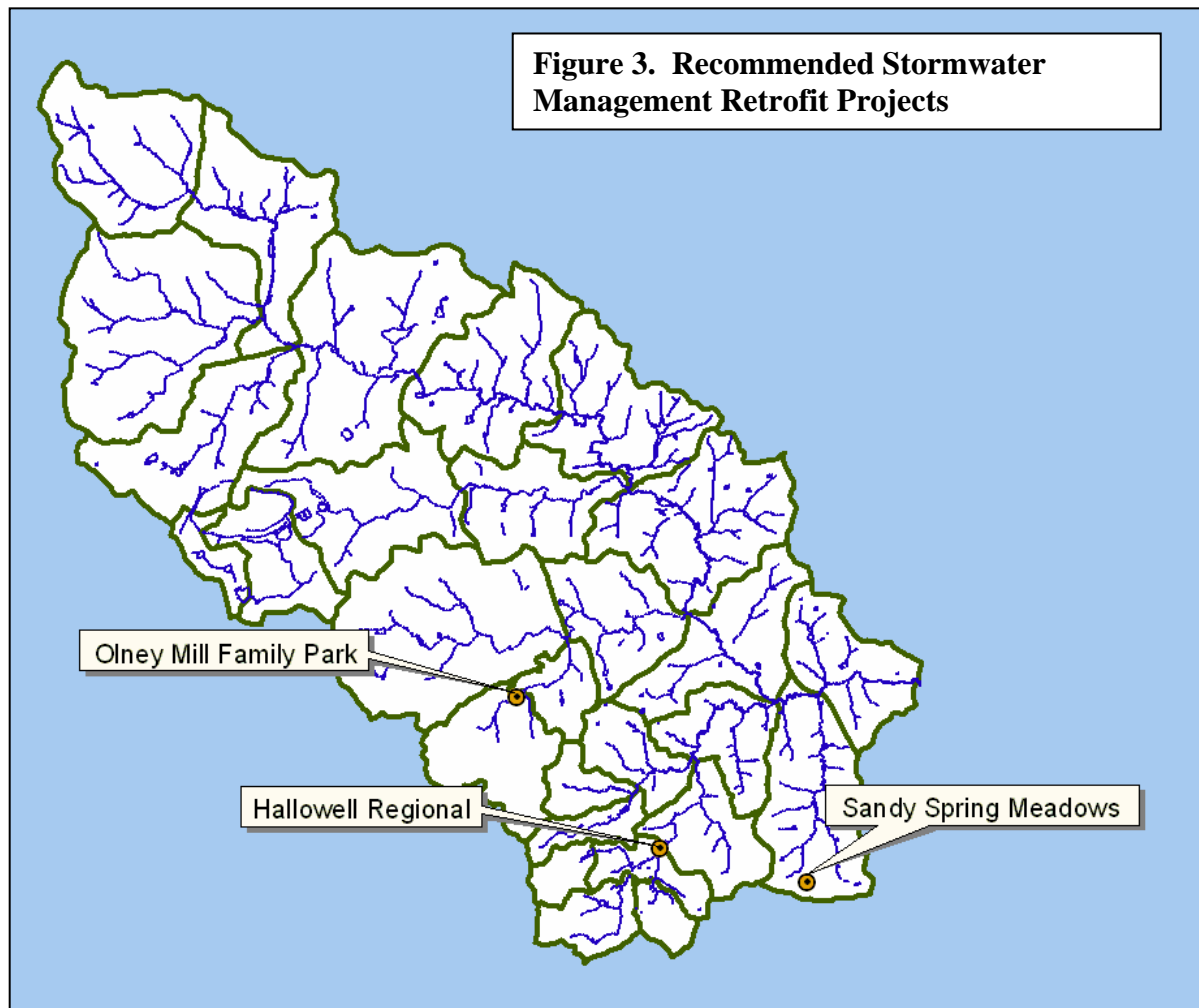 Figure 3.  Recommended Stormwater
Management Retrofit Projects
Olney Mill Family Park
Hallowell Regional
Sandy Spring Meadows